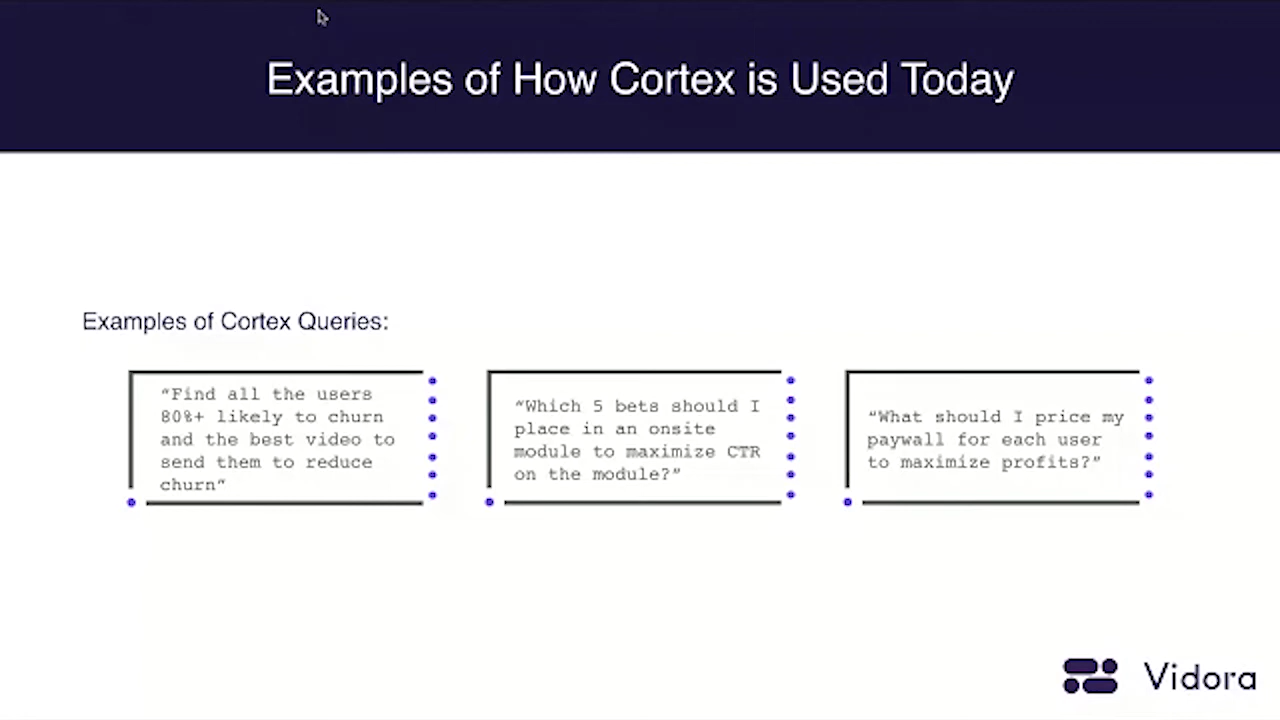 Examples of How Cortex is Used Today
Examples of Cortex Queries:
“Find all the users
80%+ likely to churn
and the best video to
send them to reduce
churn”
“Which 5 bets should I
place in an onsite
module to maximize CTR
on the module?”
“What should I price my
paywall for each user
to maximize profits?”
Vidora